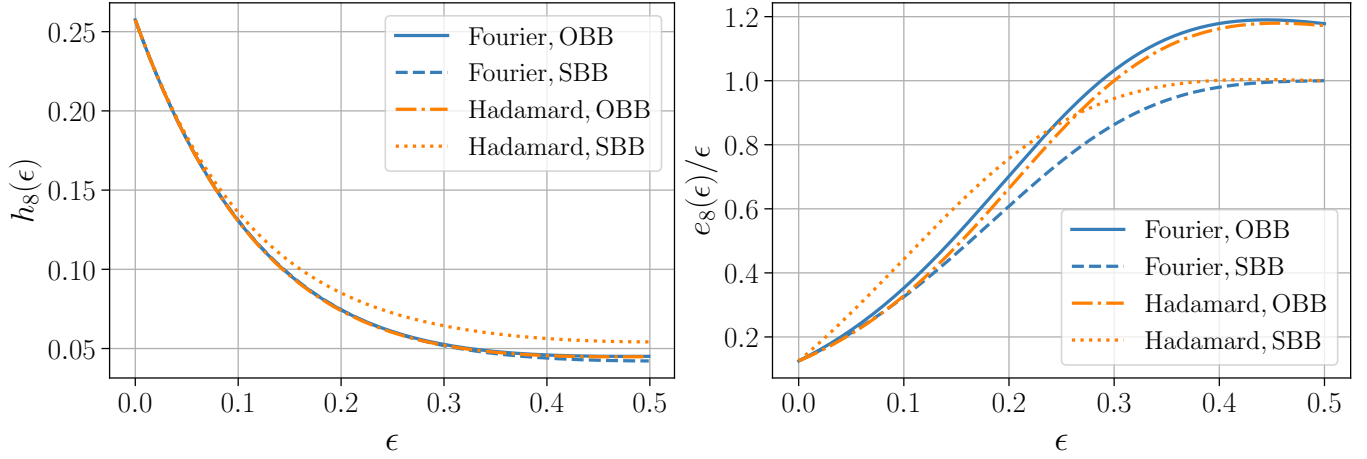 0.25
0.20
0.15
0.10
0.05
h₈(ϵ)
0.0 0.1 0.2 0.3 0.4 0.5
ϵ
Fourier, OBB
Fourier, SBB
Hadamard, OBB
Hadamard, SBB
1.2
1.0
0.8
0.6
0.4
0.2
e₈(ϵ)/ϵ
0.0 0.1 0.2 0.3 0.4 0.5
ϵ
Fourier, OBB
Fourier, SBB
Hadamard, OBB
Hadamard, SBB